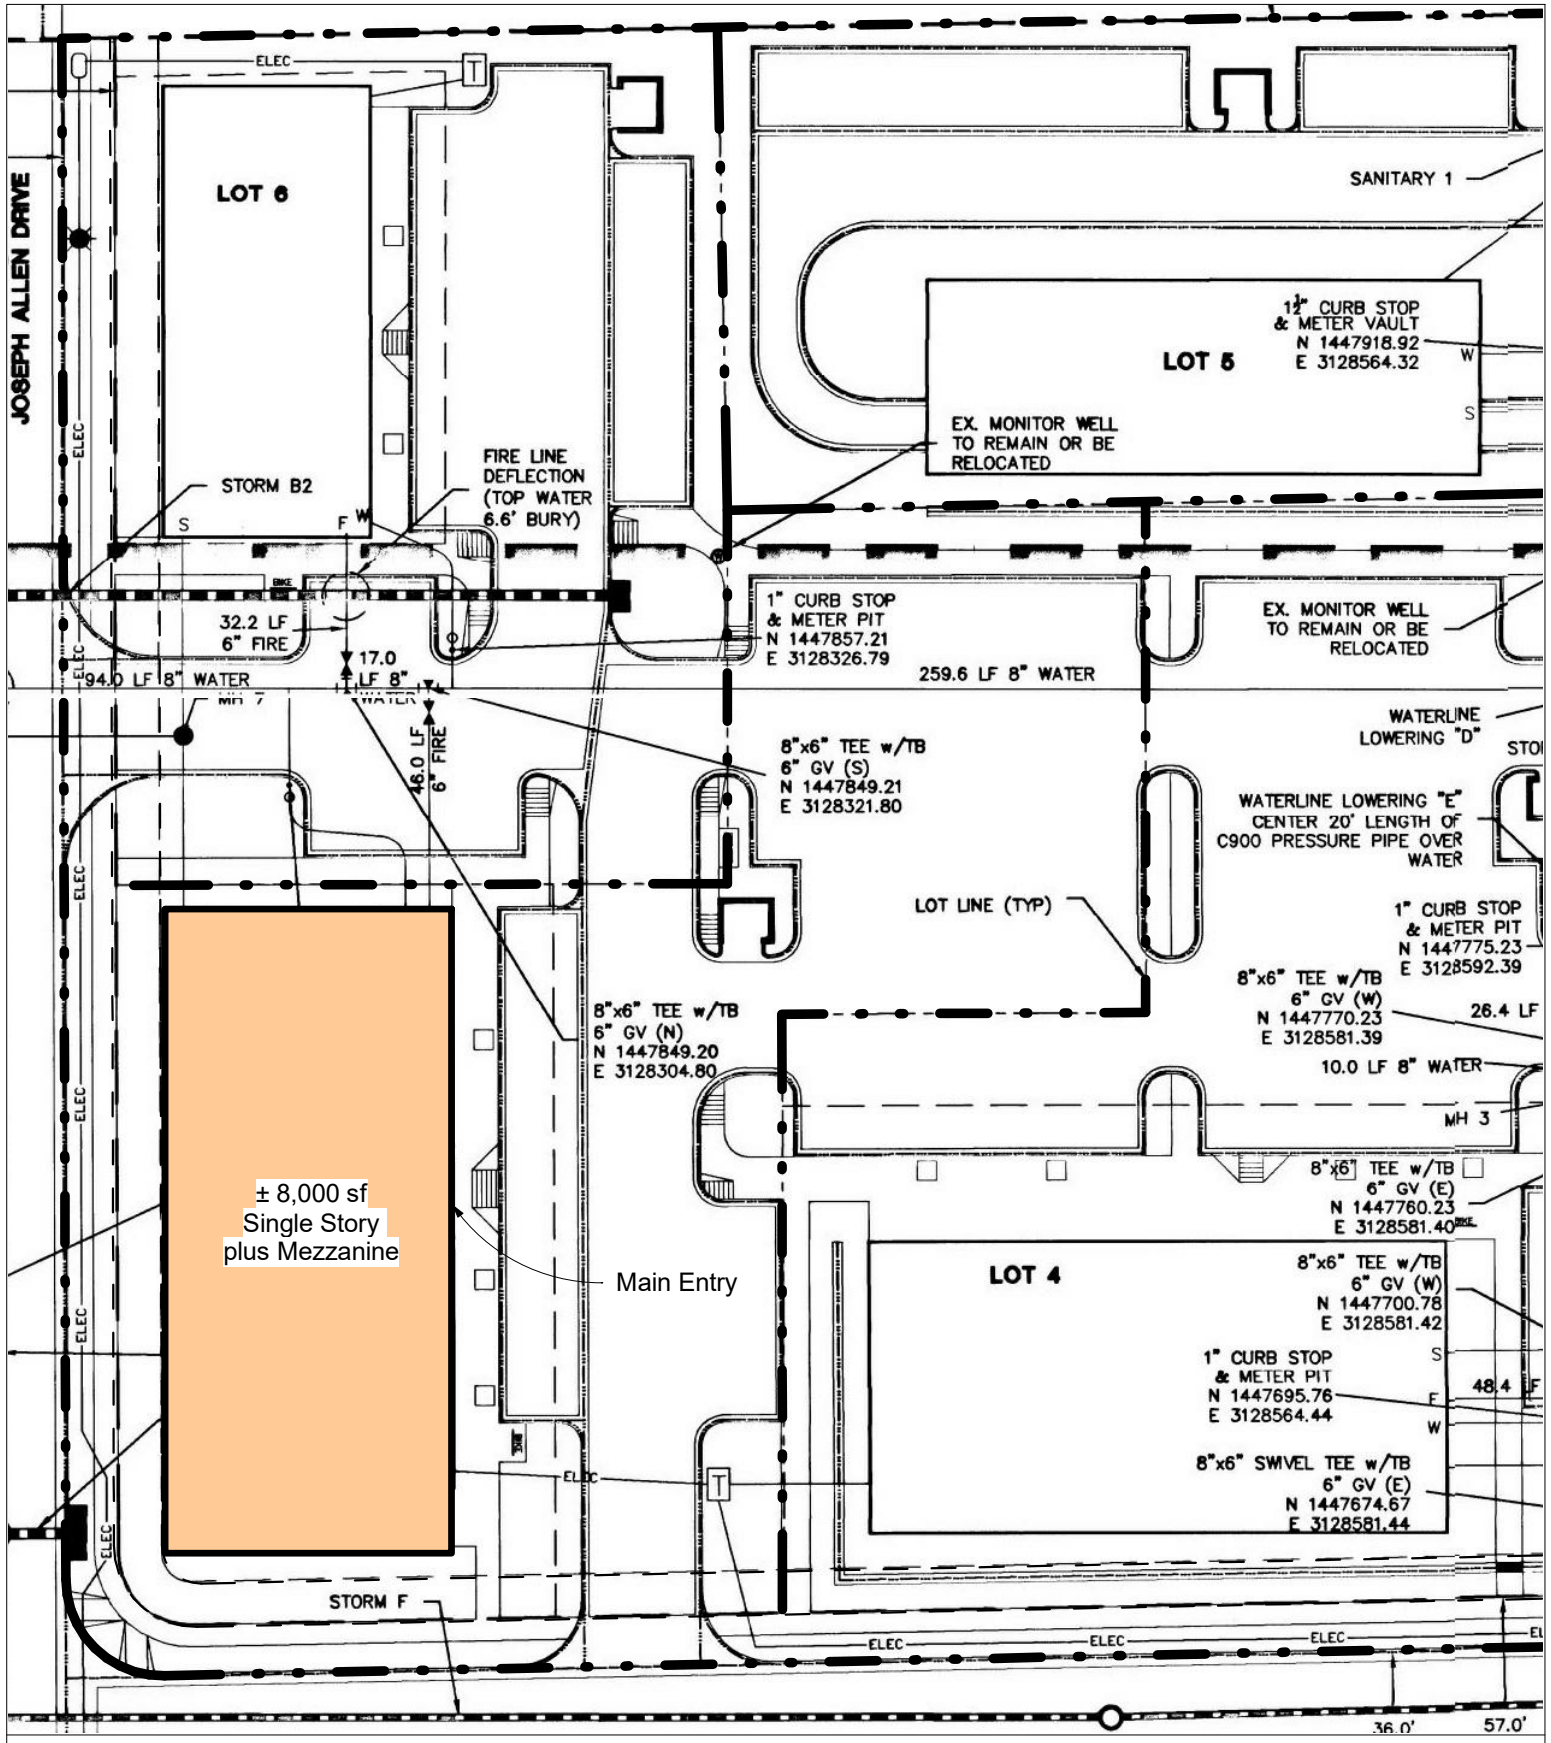 ELEC
T
JOSEPH ALLEN DRIVE
LOT 6
SANITARY 1
1½" CURB STOP
& METER VAULT
N 1447918.92
E 3128564.32
W
S
LOT 5
EX. MONITOR WELL
TO REMAIN OR BE
RELOCATED
ELEC
FIRE LINE
DEFLECTION
(TOP WATER
6.6' BURY)
STORM B2
S
F
W
BIKE
32.2 LF
6" FIRE
1" CURB STOP
& METER PIT
N 1447857.21
E 3128326.79
EX. MONITOR WELL
TO REMAIN OR BE
RELOCATED
ELEC
94.0 LF 8" WATER
17.0
LF 8"
WATER
259.6 LF 8" WATER
MH 7
46.0 LF
6" FIRE
WATERLINE
LOWERING "D"
STO
8"x6" TEE w/TB
6" GV (S)
N 1447849.21
E 3128321.80
WATERLINE LOWERING "E"
CENTER 20' LENGTH OF
C900 PRESSURE PIPE OVER
WATER
ELEC
LOT LINE (TYP)
1" CURB STOP
& METER PIT
N 1447775.23
E 3128592.39
8"x6" TEE w/TB
6" GV (W)
N 1447770.23
E 3128581.39
26.4 LF
8"x6" TEE w/TB
6" GV (N)
N 1447849.20
E 3128304.80
10.0 LF 8" WATER
ELEC
MH 3
8"x6" TEE w/TB
6" GV (E)
N 1447760.23
E 3128581.40
BIKE
± 8,000 sf
Single Story
plus Mezzanine
Main Entry
LOT 4
8"x6" TEE w/TB
6" GV (W)
N 1447700.78
E 3128581.42
ELEC
S
1" CURB STOP
& METER PIT
N 1447695.76
E 3128564.44
48.4 LF
F
W
BIKE
ELEC
T
8"x6" SWIVEL TEE w/TB
6" GV (E)
N 1447674.67
E 3128581.44
ELEC
STORM F
ELEC
ELEC
ELEC
EL
36.0'
57.0'